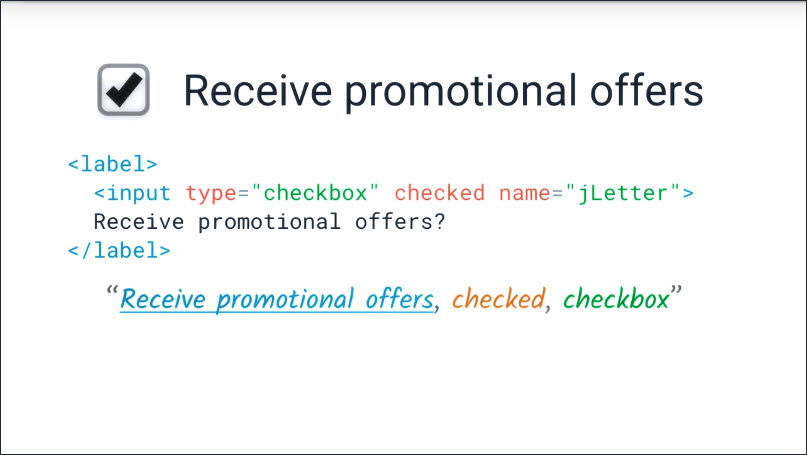 Receive promotional offers
<label>
<input type="checkbox" checked name="jLetter">
Receive promotional offers?
</label>
“Receive promotional offers, checked, checkbox”